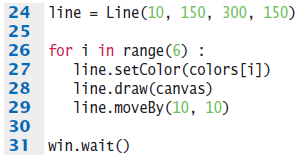 24 line = Line(10, 150, 300, 150)
25
26 for i in range(6) :
27    line.setColor(colors[i])
28    line.draw(canvas)
29    line.moveBy(10, 10)
30
31 win.wait()